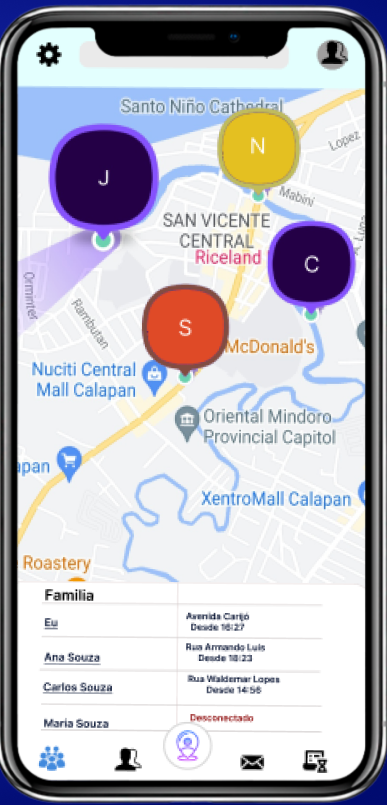 Santo Niño Cathedral
Lopez
N
J
Mabini
SAN VICENTE
CENTRAL
Riceland
C
Orminter
Rambutan
S
McDonald's
Nuciti Central
Mall Calapan
Oriental Mindoro
Provincial Capitol
apan
XentroMall Calapan
Roastery
Familia
Eu
Avenida Carijó
Desde 16:27
Ana Souza
Rua Armando Luis
Desde 18:23
Carlos Souza
Rua Waldemar Lopes
Desde 14:56
Maria Souza
Desconectado